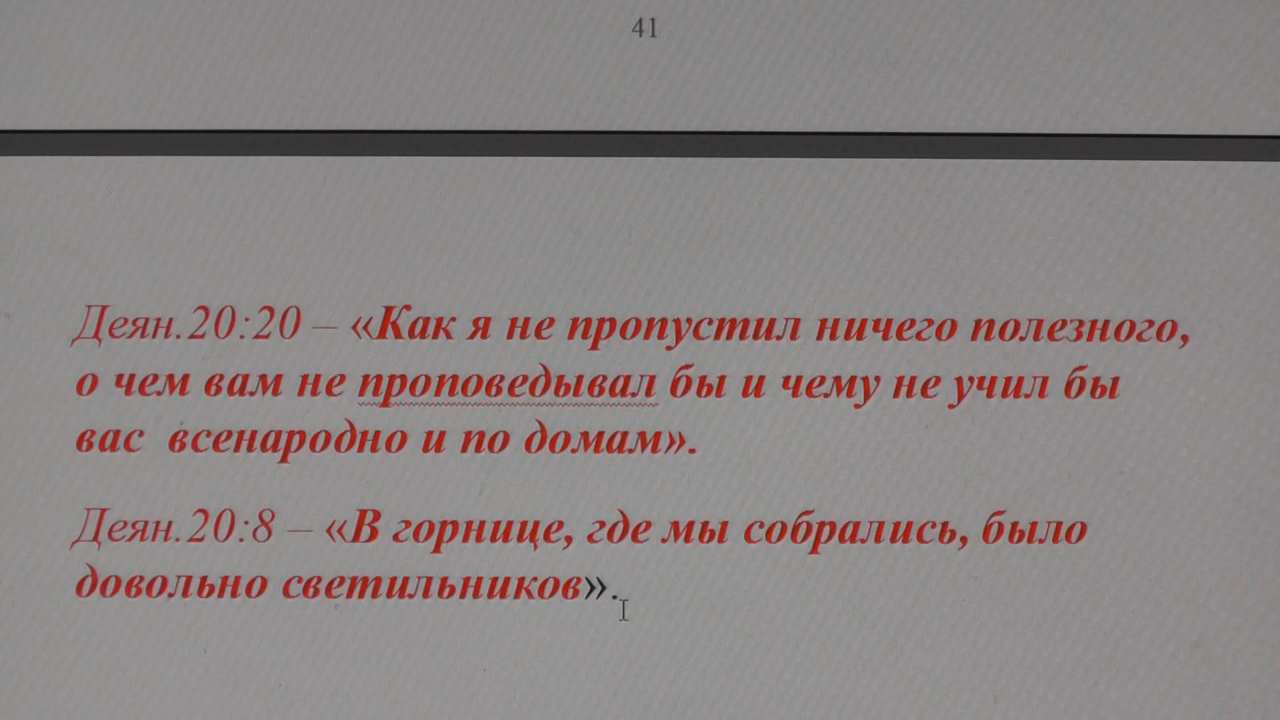 41
Деян.20:20 – «Как я не пропустил ничего полезного,
о чем вам не проповедывал бы и чему не учил бы
вас  всенародно и по домам».
Деян.20:8 – «В горнице, где мы собрались, было
довольно светильников».